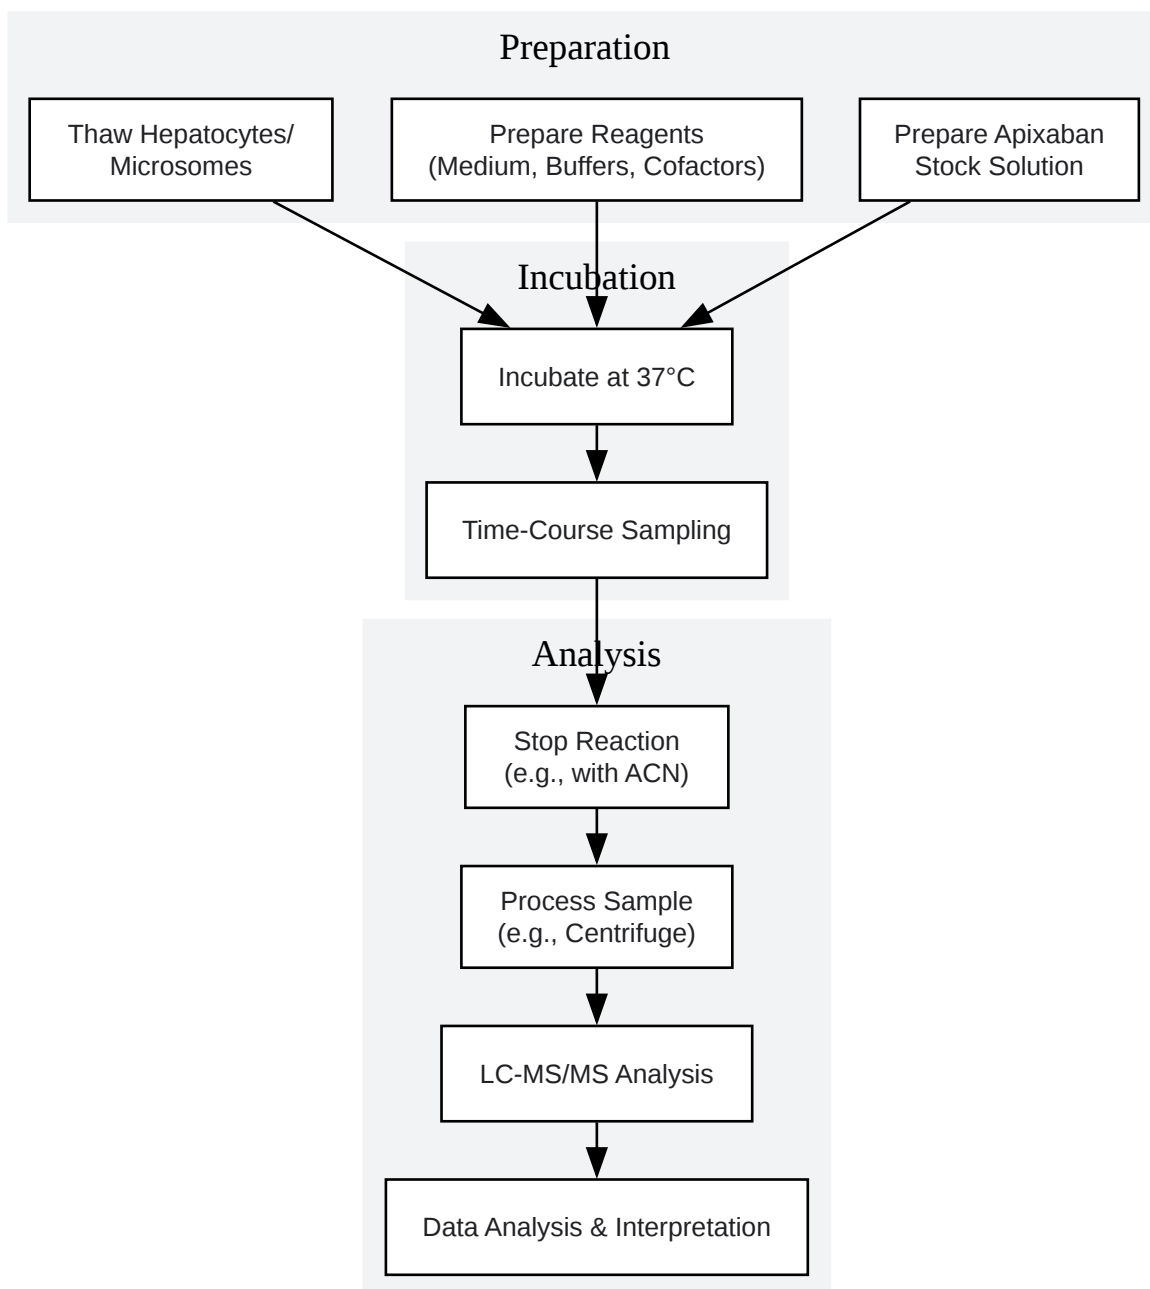 Preparation
Thaw Hepatocytes/
Microsomes
Prepare Reagents
(Medium, Buffers, Cofactors)
Prepare Apixaban
Stock Solution
Incubation
Incubate at 37°C
Time-Course Sampling
Analysis
Stop Reaction
(e.g., with ACN)
Process Sample
(e.g., Centrifuge)
LC-MS/MS Analysis
Data Analysis & Interpretation